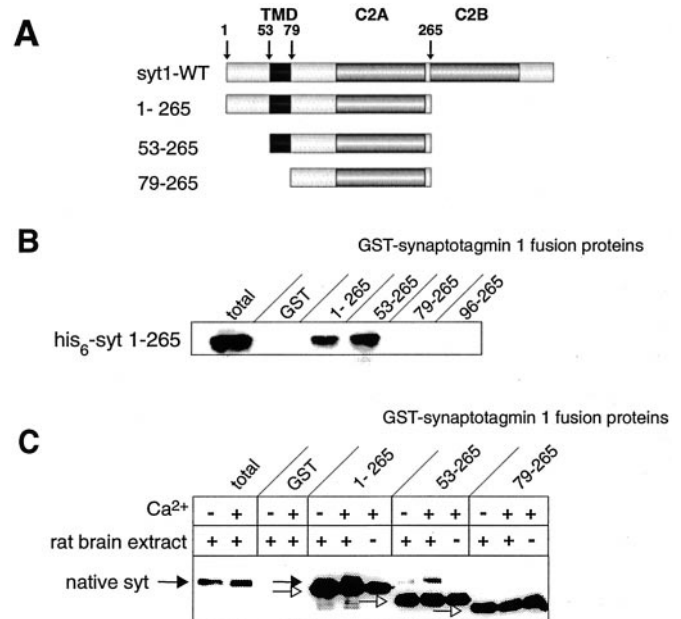 A
TMD C2A C2B
1 53 79 265
syt1-WT
1- 265
53-265
79-265
B
GST-synaptotagmin 1 fusion proteins
total GST 1- 265 53-265 79-265 96-265
his6-syt 1-265
C
GST-synaptotagmin 1 fusion proteins
total GST 1- 265 53-265 79-265
Ca2+ - + - + - + + - + + - + +
rat brain extract + + + + + + - + + - + + -
native syt